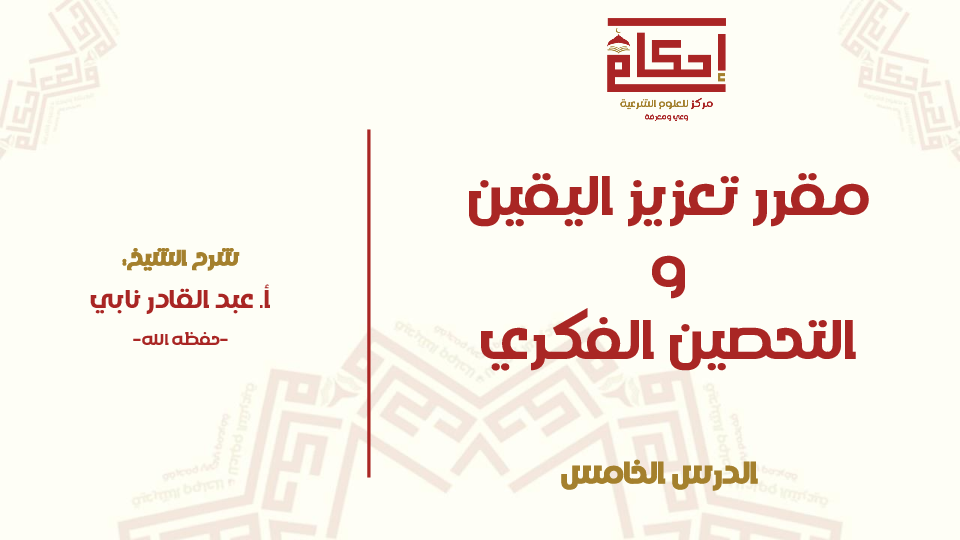 إحكام
مركز للعلوم الشرعية
وعي ومعرفة
مقرر تعزيز اليقين
و
التحصين الفكري
الدرس الخامس
شرح الشيخ:
أ. عبد القادر نابي
-حفظه الله-